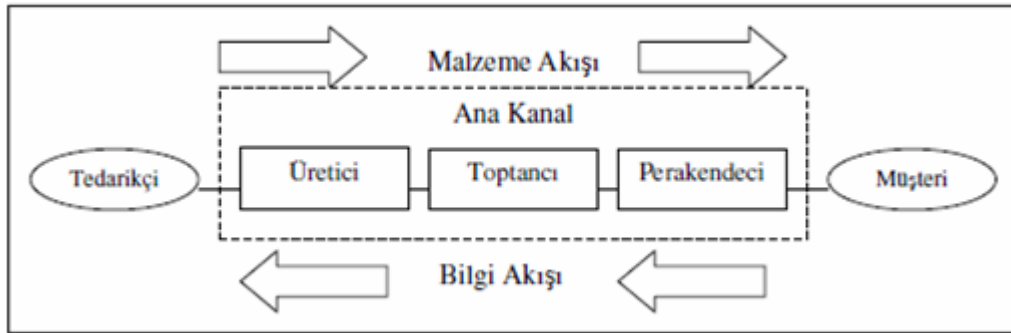 Malzeme Akışı
Ana Kanal
Tedarikçi
Üretici
Toptancı
Perakendeci
Müşteri
Bilgi Akışı